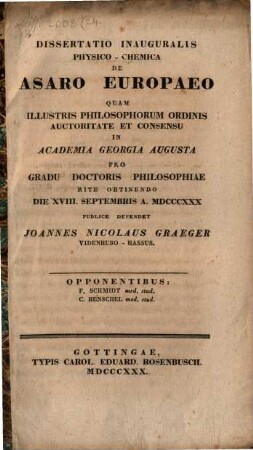 DISSERTATIO INAUGURALIS
PHYSICO - CHEMICA
DE
ASARO EUROPAEO
QUAM
ILLUSTRIS PHILOSOPHORUM ORDINIS
AUCTORITATE ET CONSENSU
IN
ACADEMIA GEORGIA AUGUSTA
PRO
GRADU DOCTORIS PHILOSOPHIAE
RITE OBTINENDO
DIE XVIII. SEPTEMBRIS A. MDCCCXXX
PUBLICE DEFENDET
JOANNES NICOLAUS GRAEGER
VIDENHUSO - HASSUS.
OPPONENTIBUS:
F. SCHMIDT med. stud.
C. HENSCHEL med. stud.
GOTTINGAE,
TYPIS CAROL. EDUARD. ROSENBUSCH.
MDCCCXXX.